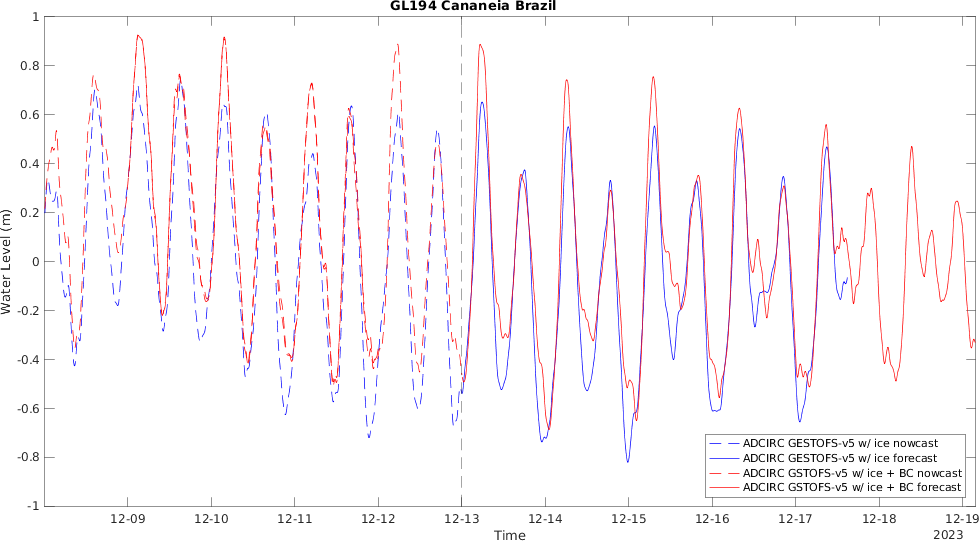 GL194 Cananeia Brazil
1
0.8
0.6
0.4
0.2
0
-0.2
-0.4
-0.6
-0.8
-1
Water Level (m)
ADCIRC GESTOFS-v5 w/ ice nowcast
ADCIRC GESTOFS-v5 w/ ice forecast
ADCIRC GSTOFS-v5 w/ ice + BC nowcast
ADCIRC GSTOFS-v5 w/ ice + BC forecast
12-09 12-10 12-11 12-12 12-13 12-14 12-15 12-16 12-17 12-18 12-19
Time
2023